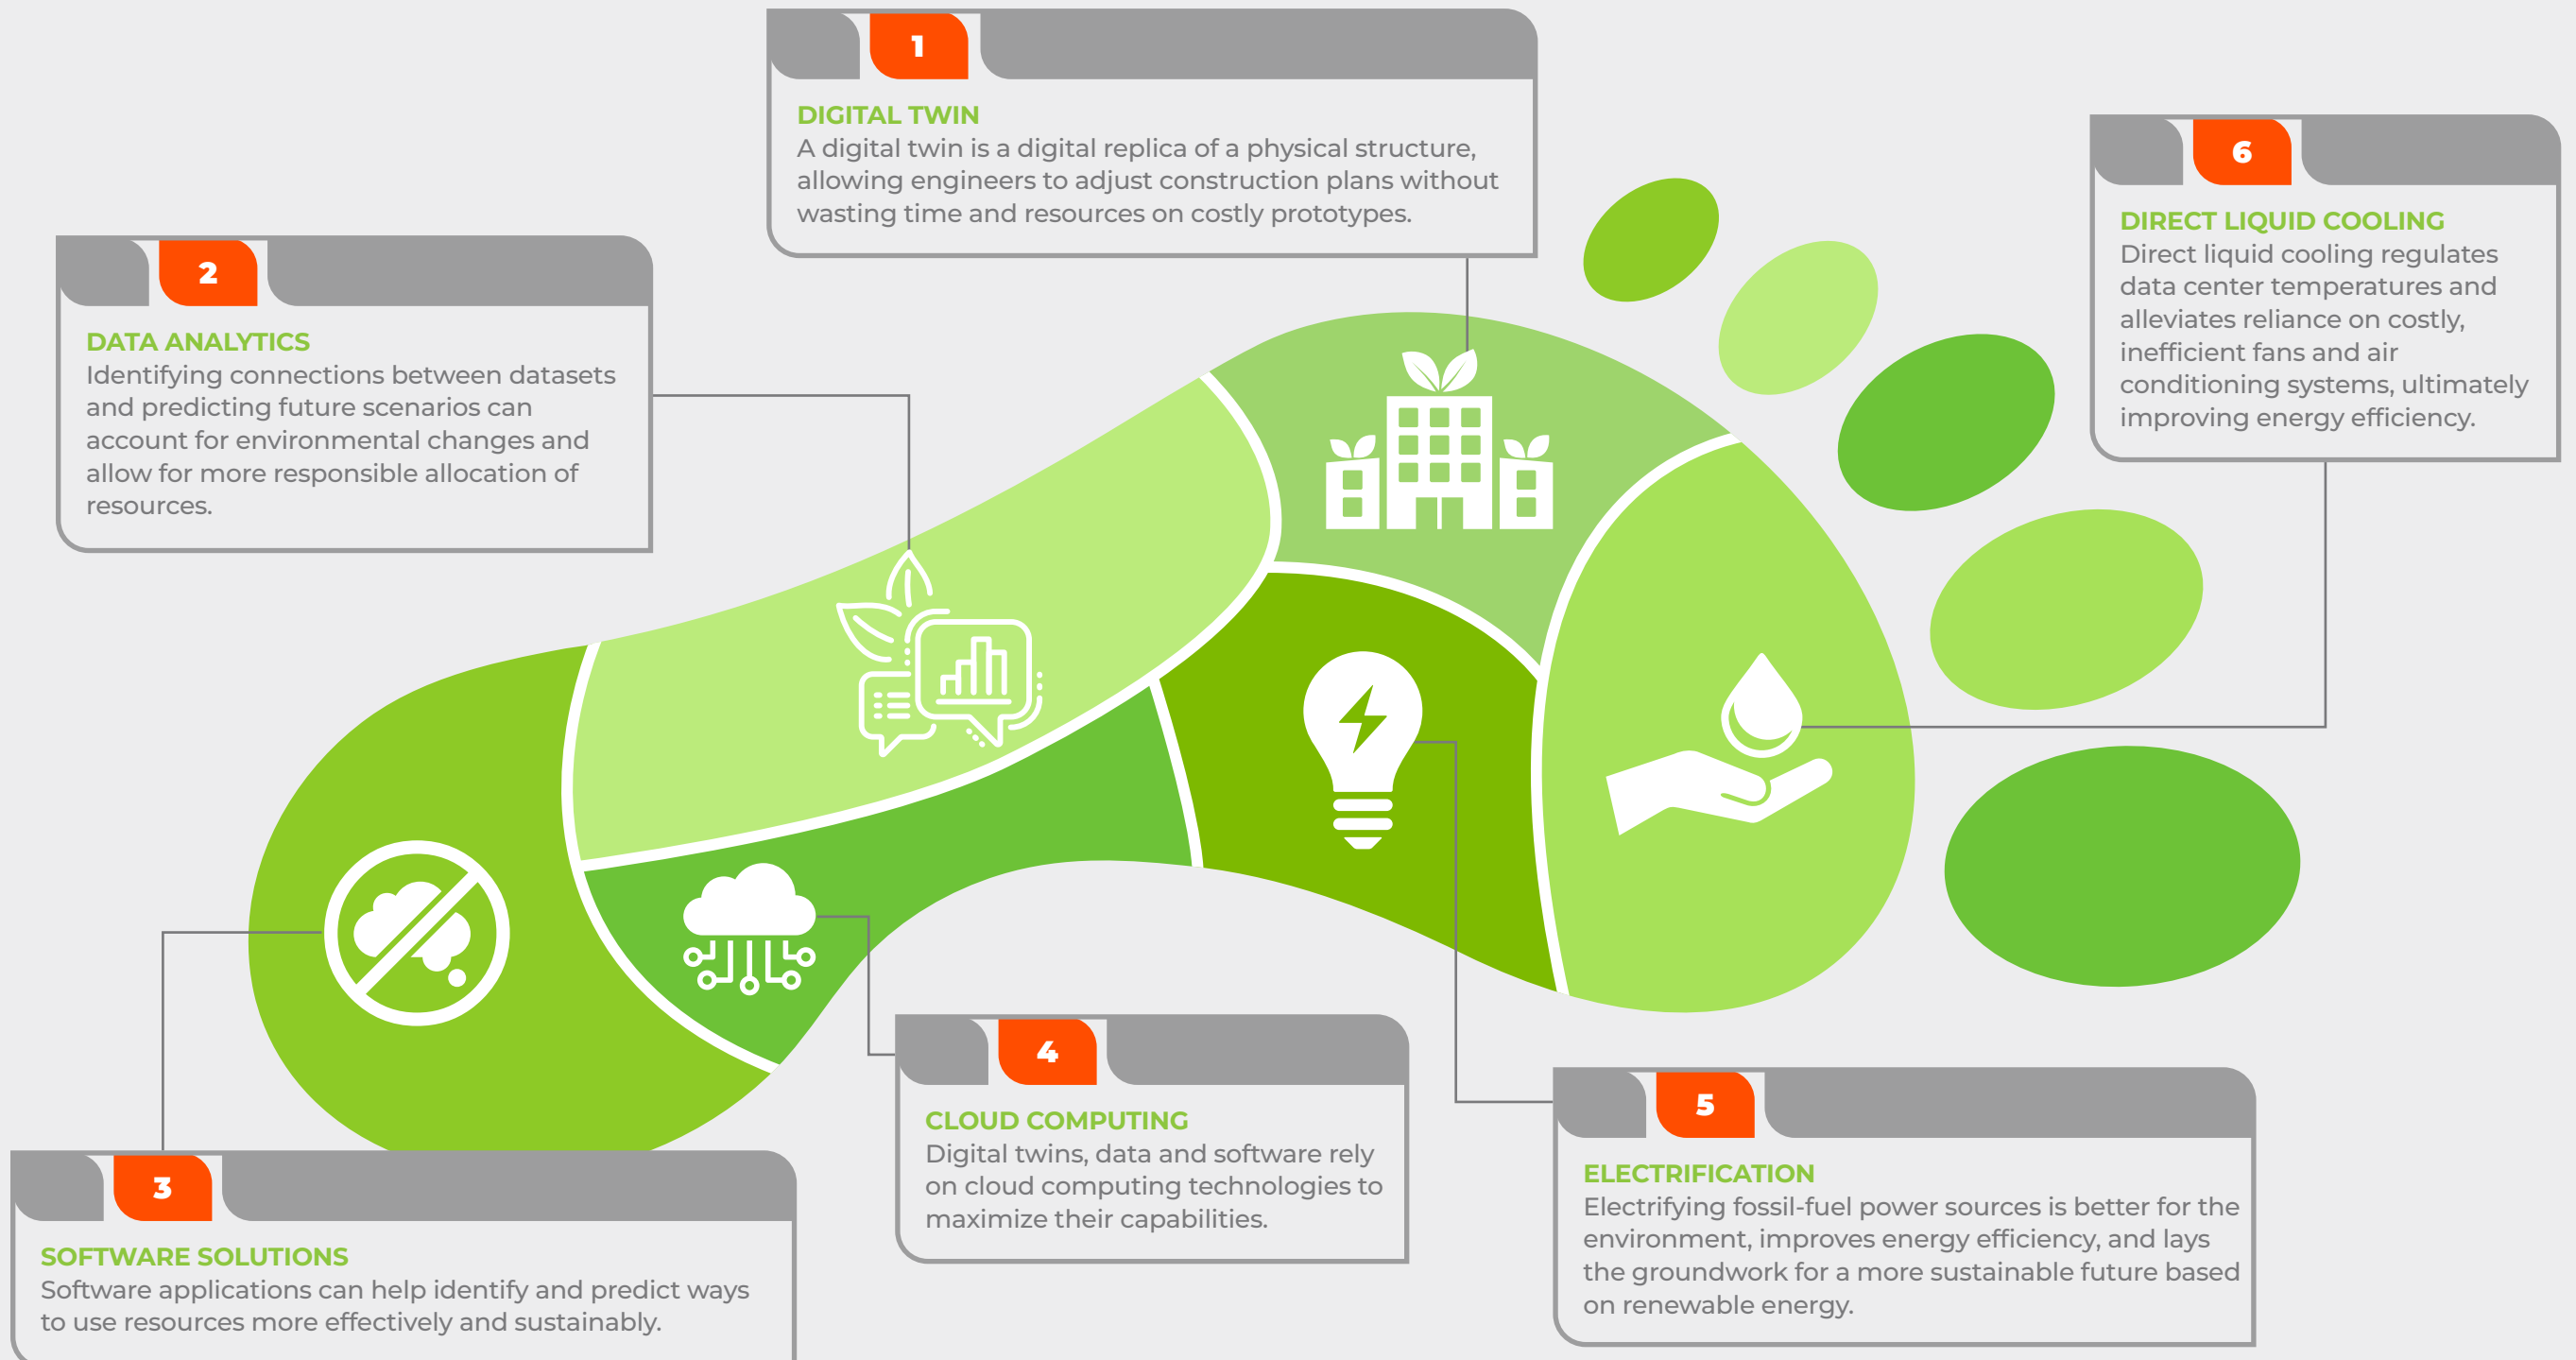 1
DIGITAL TWIN
A digital twin is a digital replica of a physical structure,
allowing engineers to adjust construction plans without
wasting time and resources on costly prototypes.
2
DATA ANALYTICS
Identifying connections between datasets
and predicting future scenarios can
account for environmental changes and
allow for more responsible allocation of
resources.
3
SOFTWARE SOLUTIONS
Software applications can help identify and predict ways
to use resources more effectively and sustainably.
4
CLOUD COMPUTING
Digital twins, data and software rely
on cloud computing technologies to
maximize their capabilities.
5
ELECTRIFICATION
Electrifying fossil-fuel power sources is better for the
environment, improves energy efficiency, and lays
the groundwork for a more sustainable future based
on renewable energy.
6
DIRECT LIQUID COOLING
Direct liquid cooling regulates
data center temperatures and
alleviates reliance on costly,
inefficient fans and air
conditioning systems, ultimately
improving energy efficiency.